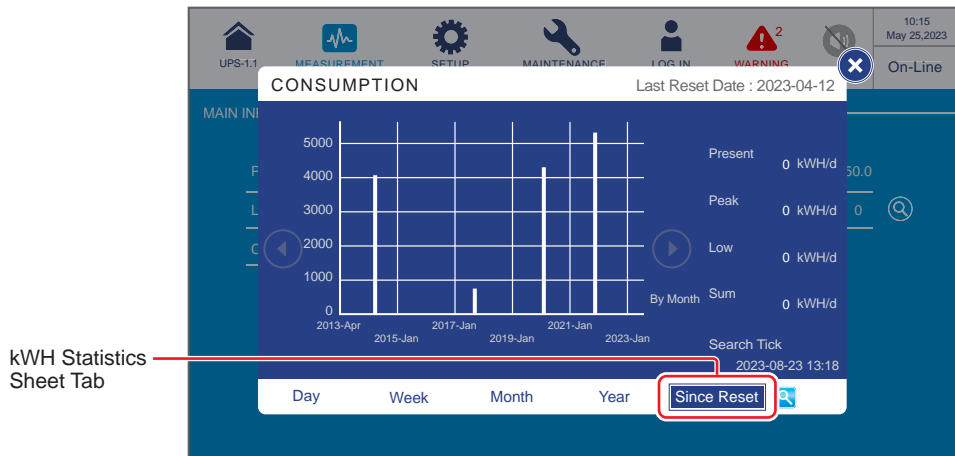 10:15
May 25,2023
2
UPS-1.1 MEASUREMENT SETUP MAINTENANCE LOG IN WARNING
On-Line
CONSUMPTION Last Reset Date : 2023-04-12
MAIN IN
5000
4000
3000
2000
1000
0
2013-Apr 2017-Jan 2021-Jan
2015-Jan 2019-Jan 2023-Jan
By Month
Present
0 kWH/d
Peak
0 kWH/d
Low
0 kWH/d
Sum
0 kWH/d
Search Tick
2023-08-23 13:18
P 50.0
L 0
kWH Statistics
Sheet Tab
Day Week Month Year Since Reset